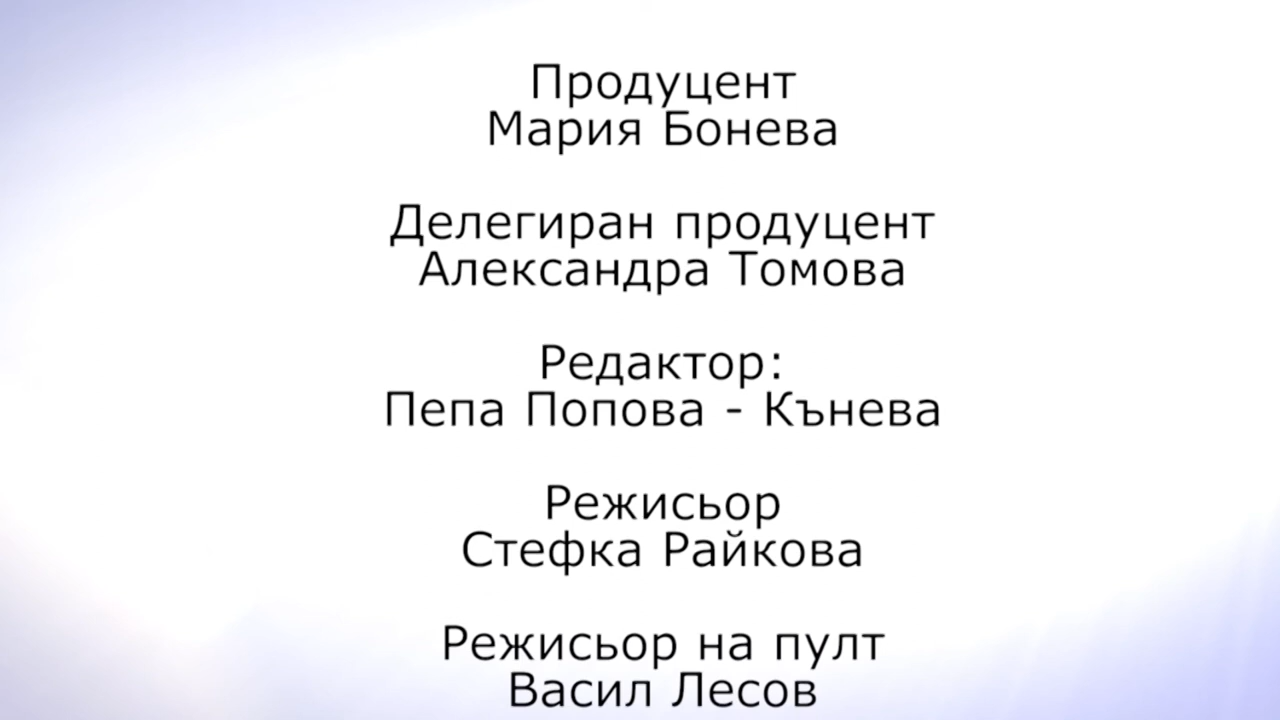 Продуцент
Мария Бонева
Делегиран продуцент
Александра Томова
Редактор:
Пепа Попова - Кънева
Режисьор
Стефка Райкова
Режисьор на пулт
Васил Лесов